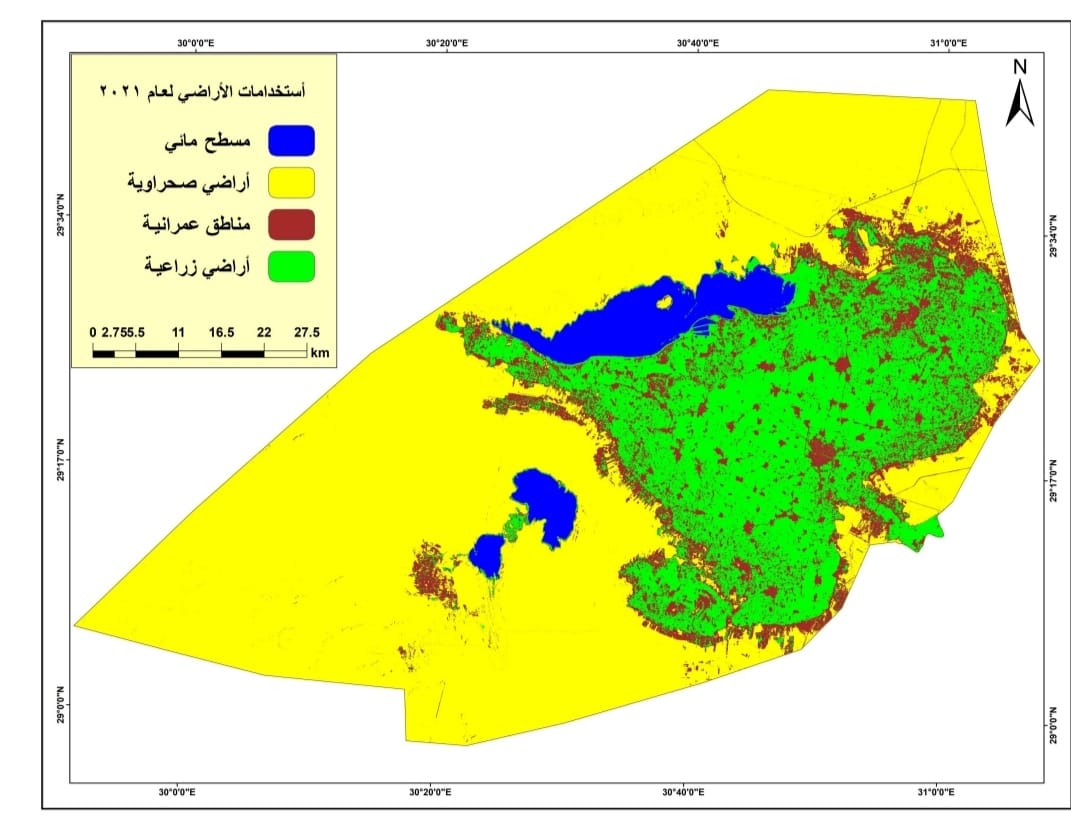 30°0'0"E 30°20'0"E 30°40'0"E 31°0'0"E
N
أستخدامات الأراضي لعام ٢٠٢١
مسطح مائي
أراضي صحراوية
مناطق عمرانية
أراضي زراعية
0 2.755.5 11 16.5 22 27.5
km
29°34'0"N
29°17'0"N
29°0'0"N
29°34'0"N
29°17'0"N
29°0'0"N
30°0'0"E 30°20'0"E 30°40'0"E 31°0'0"E